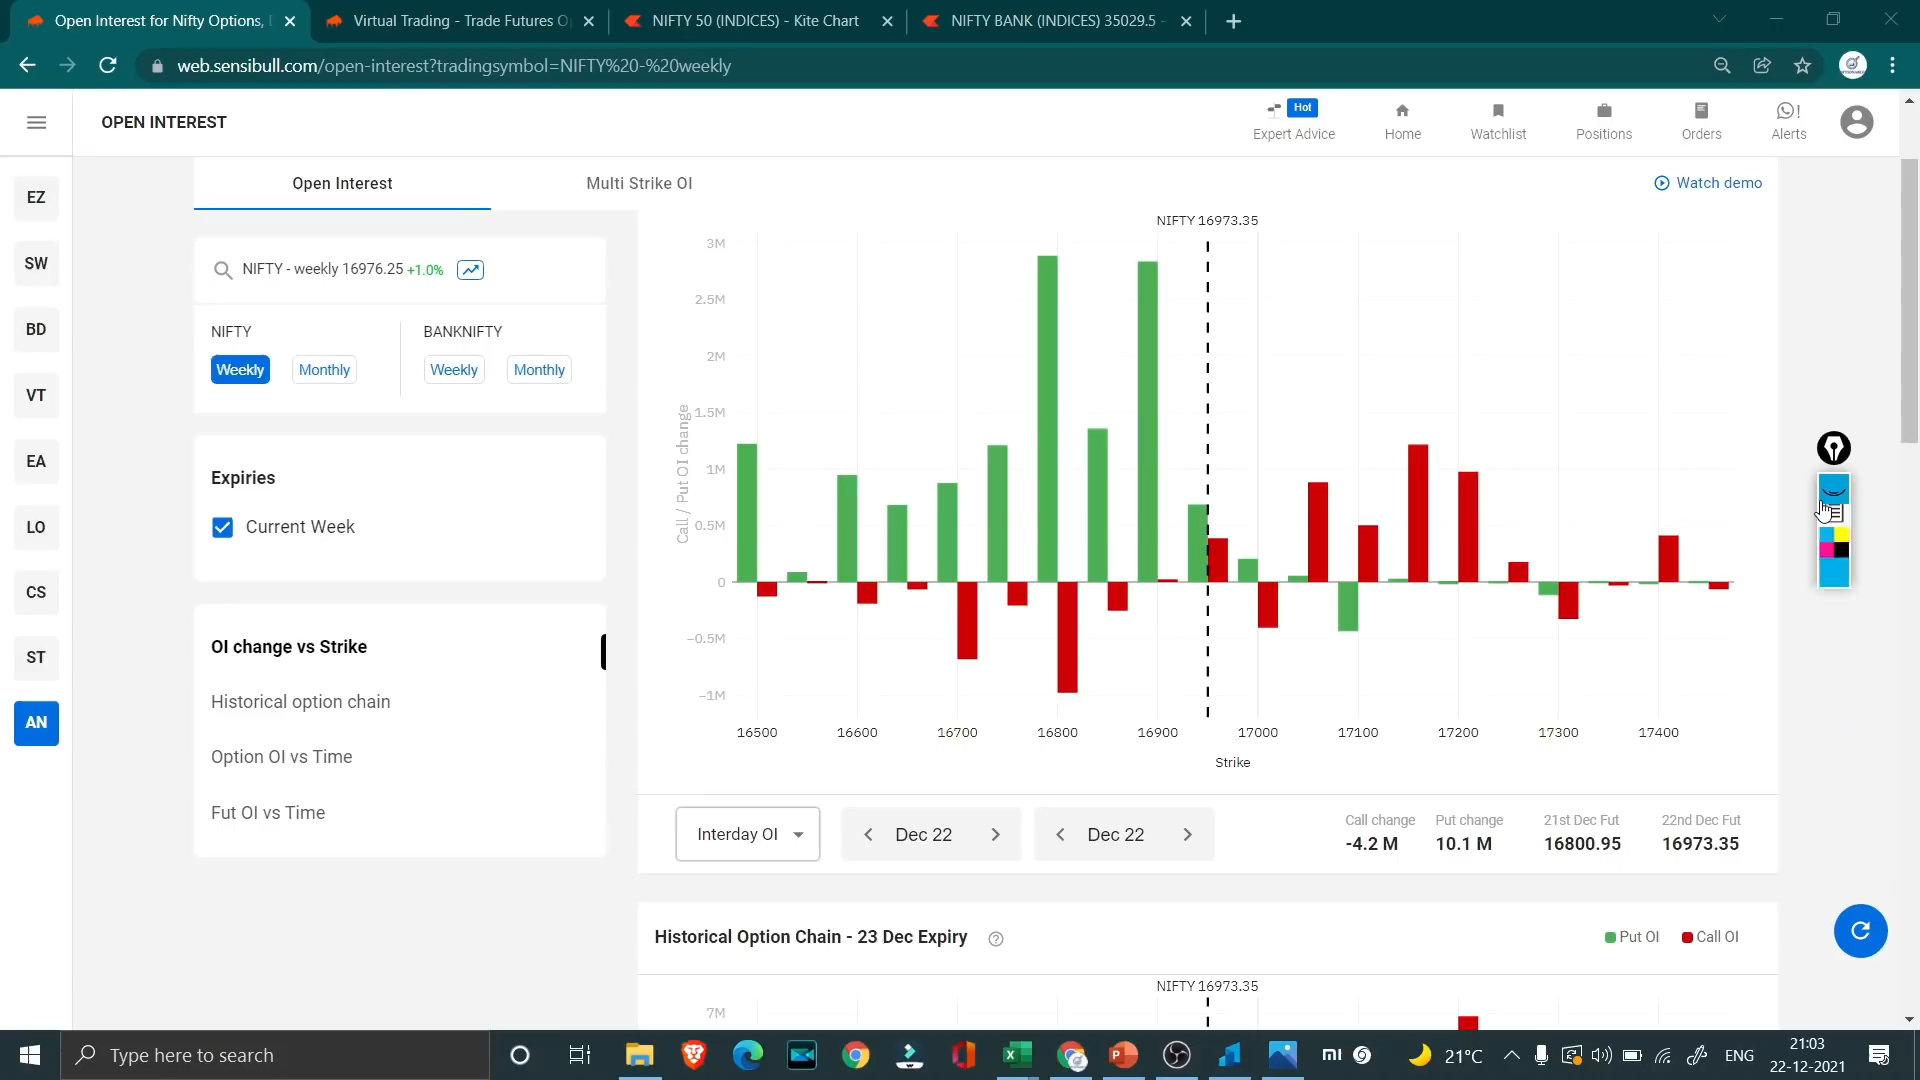 Open Interest for Nifty Options,
Virtual Trading - Trade Futures O
NIFTY 50 (INDICES) - Kite Chart
NIFTY BANK (INDICES) 35029.5 -
web.sensibull.com/open-interest?tradingsymbol=NIFTY%20-%20weekly
OPEN INTEREST
Hot
Expert Advice
Home
Watchlist
Positions
Orders
Alerts
EZ
SW
BD
VT
EA
LO
CS
ST
AN
Open Interest
Multi Strike OI
Watch demo
NIFTY - weekly 16976.25 +1.0%
NIFTY
BANKNIFTY
Weekly
Monthly
Weekly
Monthly
Expiries
Current Week
OI change vs Strike
Historical option chain
Option OI vs Time
Fut OI vs Time
NIFTY 16973.35
Call / Put OI change
3M
2.5M
2M
1.5M
1M
0.5M
0
−0.5M
−1M
16500
16600
16700
16800
16900
17000
17100
17200
17300
17400
Strike
Interday OI
Dec 22
Dec 22
Call change
-4.2 M
Put change
10.1 M
21st Dec Fut
16800.95
22nd Dec Fut
16973.35
Historical Option Chain - 23 Dec Expiry
Put OI
Call OI
NIFTY 16973.35
7M
Type here to search
21°C
ENG
21:03
22-12-2021